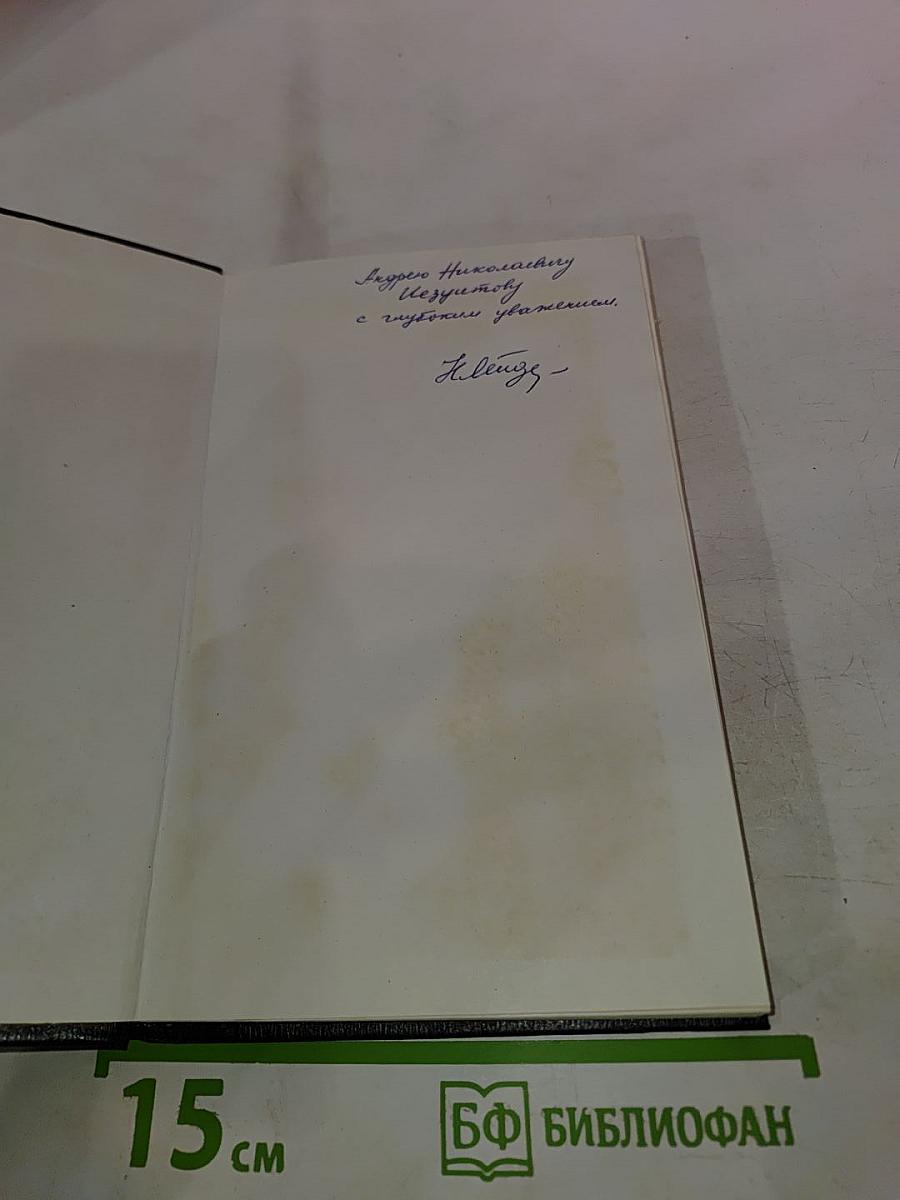 Андрею Николаевичу
Иезуитову
с глубоким уважением.
15 см
БФ БИБЛИОФАН